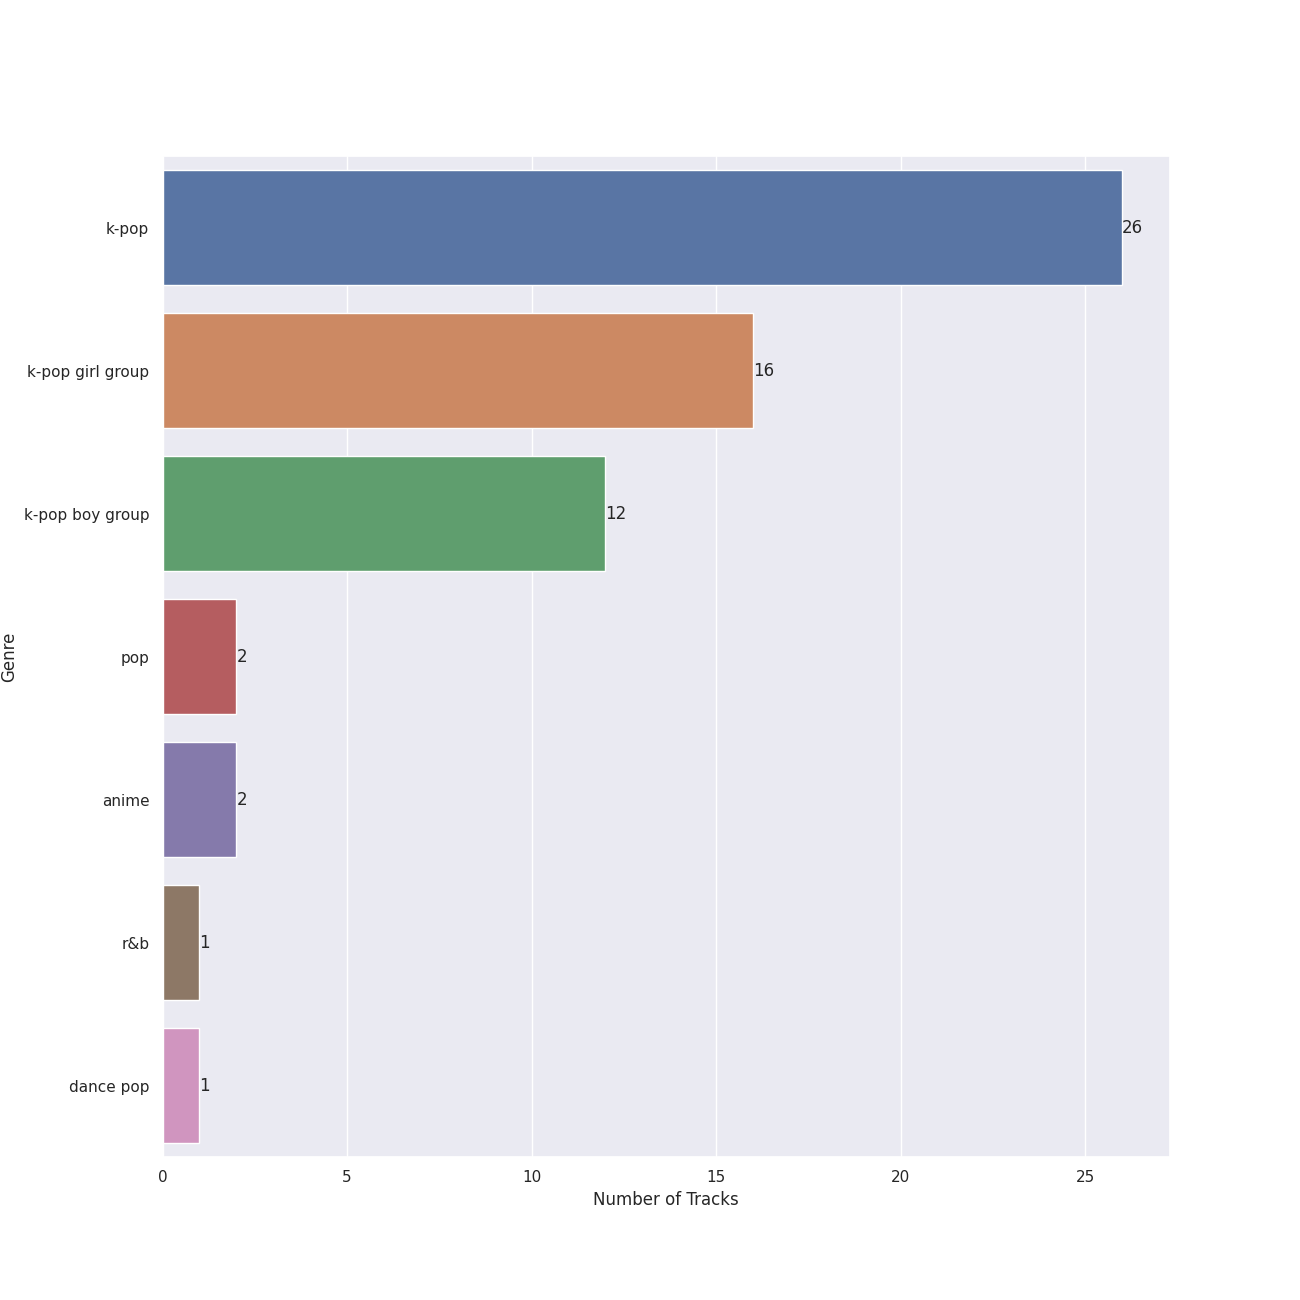 k-pop
26
k-pop girl group
16
k-pop boy group
12
pop
2
Genre
anime
2
r&b
1
dance pop
1
0 5 10 15 20 25
Number of Tracks